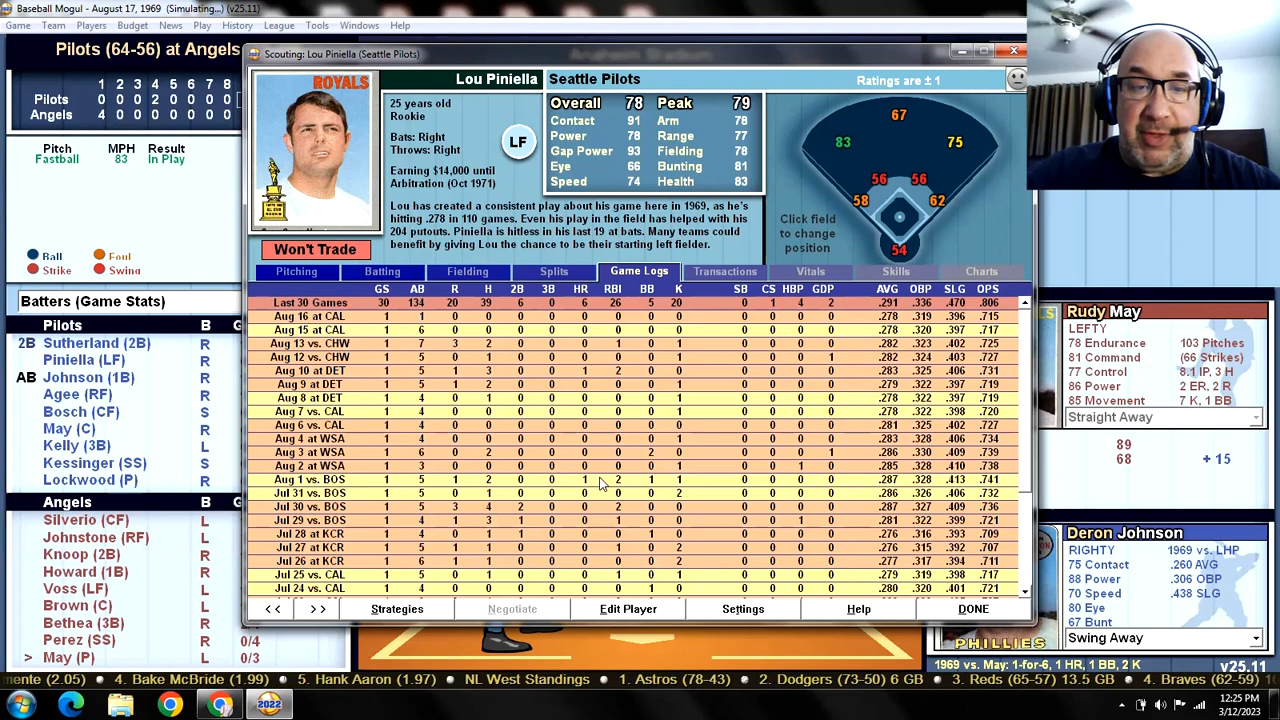 Baseball Mogul - August 17, 1969 (Simulating...) (v25.11)
Game Team Players Budget News Play History League Tools Windows Help
Pilots (64-56) at Angels
1 2 3 4 5 6 7 8
Pilots 0 0 0 2 0 0 0 0
Angels 4 0 0 0 0 0 0 0
Pitch MPH Result
Fastball 83 In Play
Ball Foul
Strike Swing
Batters (Game Stats)
Pilots B
2B Sutherland (2B) R
Piniella (LF) R
AB Johnson (1B) R
Agee (RF) R
Bosch (CF) S
May (C) R
Kelly (3B) L
Kessinger (SS) S
Lockwood (P) R
Angels B
Silverio (CF) L
Johnstone (RF) L
Knoop (2B) R
Howard (1B) R
Voss (LF) L
Brown (C) L
Bethea (3B) R
Perez (SS) R 0/4
> May (P) L 0/3
Scouting: Lou Piniella (Seattle Pilots)
ROYALS
Lou Piniella
25 years old
Rookie
Bats: Right
Throws: Right
Earning $14,000 until
Arbitration (Oct 1971)
LF
Seattle Pilots
Ratings are ± 1
Overall 78 Peak 79
Contact 91 Arm 78
Power 78 Range 77
Gap Power 93 Fielding 78
Eye 66 Bunting 81
Speed 74 Health 83
67
83 75
56 56
58 62
54
Click field
to change
position
Lou has created a consistent play about his game here in 1969, as he's
hitting .278 in 110 games. Even his play in the field has helped with his
204 putouts. Piniella is hitless in his last 19 at bats. Many teams could
benefit by giving Lou the chance to be their starting left fielder.
Won't Trade
Pitching Batting Fielding Splits Game Logs Transactions Vitals Skills Charts
GS AB R H 2B 3B HR RBI BB K SB CS HBP GDP AVG OBP SLG OPS
Last 30 Games 30 134 20 39 6 0 6 26 5 20 0 1 4 2 .291 .336 .470 .806
Aug 16 at CAL 1 1 0 0 0 0 0 0 0 0 0 0 0 0 .278 .319 .396 .715
Aug 15 at CAL 1 6 0 0 0 0 0 0 0 1 0 0 0 0 .278 .320 .397 .717
Aug 13 vs. CHW 1 7 3 2 0 0 0 1 0 1 0 0 0 0 .282 .323 .402 .725
Aug 12 vs. CHW 1 5 0 1 0 0 0 0 0 0 0 0 0 1 .282 .324 .403 .727
Aug 10 at DET 1 5 1 3 0 0 1 2 0 0 0 0 0 0 .283 .325 .406 .731
Aug 9 at DET 1 5 1 2 0 0 0 0 0 1 0 0 0 0 .279 .322 .397 .719
Aug 8 at DET 1 4 0 1 0 0 0 0 0 1 0 0 0 0 .278 .322 .397 .719
Aug 7 vs. CAL 1 4 0 0 0 0 0 0 0 1 0 0 0 0 .278 .322 .398 .720
Aug 6 vs. CAL 1 4 0 0 0 0 0 0 0 0 0 0 0 0 .281 .325 .402 .727
Aug 4 at WSA 1 4 0 0 0 0 0 0 0 1 0 0 0 0 .283 .328 .406 .734
Aug 3 at WSA 1 6 0 2 0 0 0 0 2 0 0 0 0 1 .286 .330 .409 .739
Aug 2 at WSA 1 3 0 0 0 0 0 0 0 1 0 0 1 0 .285 .328 .410 .738
Aug 1 vs. BOS 1 5 1 2 0 0 1 2 1 1 0 0 0 0 .287 .328 .413 .741
Jul 31 vs. BOS 1 5 0 1 0 0 0 0 0 2 0 0 0 0 .286 .326 .406 .732
Jul 30 vs. BOS 1 5 3 4 2 0 0 2 0 0 0 0 0 0 .287 .327 .409 .736
Jul 29 vs. BOS 1 4 1 3 1 0 0 1 0 0 0 0 1 0 .281 .322 .399 .721
Jul 28 at KCR 1 4 0 1 1 0 0 0 1 0 0 0 0 0 .276 .316 .393 .709
Jul 27 at KCR 1 5 1 1 0 0 0 1 0 2 0 0 0 0 .276 .315 .392 .707
Jul 26 at KCR 1 6 1 1 0 0 0 0 0 2 0 0 0 0 .277 .317 .394 .711
Jul 25 vs. CAL 1 5 0 1 0 0 0 1 0 1 0 0 0 0 .279 .319 .398 .717
Jul 24 vs. CAL 1 4 0 0 0 0 0 0 1 0 0 0 0 0 .280 .320 .401 .721
<< >> Strategies Negotiate Edit Player Settings Help DONE
Rudy May
LEFTY
78 Endurance 103 Pitches
81 Command (66 Strikes)
77 Control 8.1 IP, 3 H
86 Power 2 ER, 2 R
85 Movement 7 K, 1 BB
Straight Away
89
68 + 15
Deron Johnson
RIGHTY 1969 vs. LHP
75 Contact .260 AVG
88 Power .306 OBP
70 Speed .438 SLG
80 Eye
67 Bunt
Swing Away
PHILLIES
1969 vs. May: 1-for-6, 1 HR, 1 BB, 2 K v25.11
mente (2.05) 4. Bake McBride (1.99) 5. Hank Aaron (1.97) NL West Standings 1. Astros (78-43) 2. Dodgers (73-50) 6 GB 3. Reds (65-57) 13.5 GB 4. Braves (62-59)
2022
12:25 PM
3/12/2023